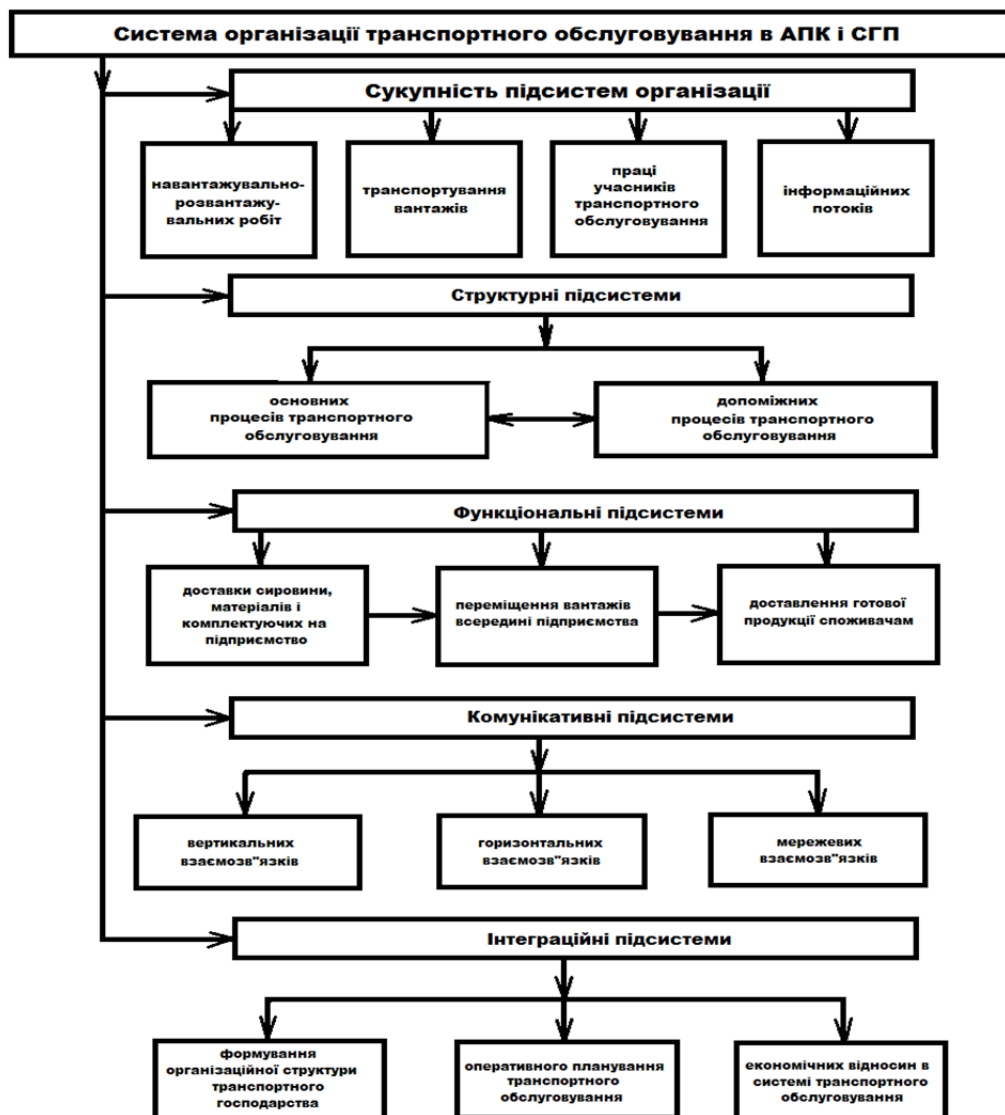 Система організації транспортного обслуговування в АПК і СГП
Сукупність підсистем організації
навантажувально-
розвантажу-
вальних робіт
транспортування
вантажів
праці
учасників
транспортного
обслуговування
інформаційних
потоків
Структурні підсистеми
основних
процесів транспортного
обслуговування
допоміжних
процесів транспортного
обслуговування
Функціональні підсистеми
доставки сировини,
матеріалів і
комплектуючих на
підприємство
переміщення вантажів
всередині підприємства
доставлення готової
продукції споживачам
Комунікативні підсистеми
вертикальних
взаємозв"язків
горизонтальних
взаємозв"язків
мережевих
взаємозв"язків
Інтеграційні підсистеми
формування
організаційної структури
транспортного
господарства
оперативного планування
транспортного
обслуговування
економічних відносин в
системі транспортного
обслуговування